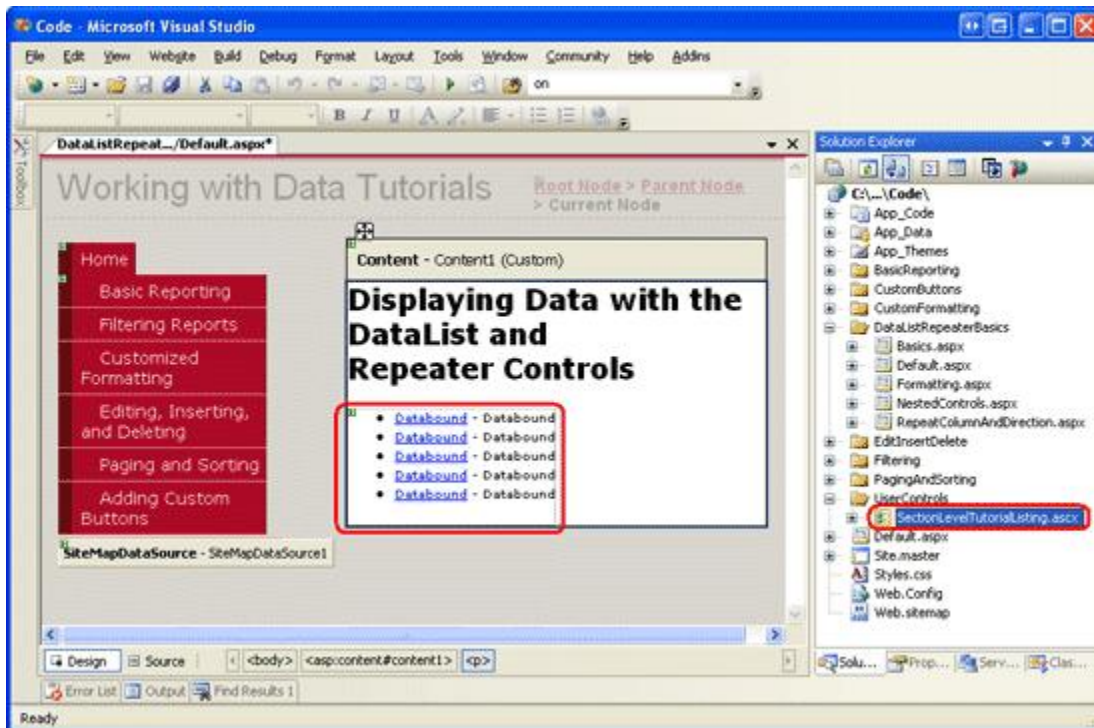 Code - Microsoft Visual Studio
File Edit View Website Build Debug Format Layout Tools Window Community Help Addins
on
B I U A
Toolbox
DataListRepeat.../Default.aspx*
Working with Data Tutorials
Root Node > Parent Node
> Current Node
Home
Basic Reporting
Filtering Reports
Customized
Formatting
Editing, Inserting,
and Deleting
Paging and Sorting
Adding Custom
Buttons
SiteMapDataSource - SiteMapDataSource1
Content - Content1 (Custom)
Displaying Data with the
DataList and
Repeater Controls
Databound - Databound
Databound - Databound
Databound - Databound
Databound - Databound
Databound - Databound
Design Source <body> <asp:content#content1> <p>
Solution Explorer
C:\...\Code\
App_Code
App_Data
App_Themes
BasicReporting
CustomButtons
CustomFormatting
DataListRepeaterBasics
Basics.aspx
Default.aspx
Formatting.aspx
NestedControls.aspx
RepeatColumnAndDirection.aspx
EditInsertDelete
Filtering
PagingAndSorting
UserControls
SectionLevelTutorialListing.ascx
Default.aspx
Site.master
Styles.css
Web.Config
Web.sitemap
Solu... Prop... Serv... Clas...
Error List Output Find Results 1
Ready